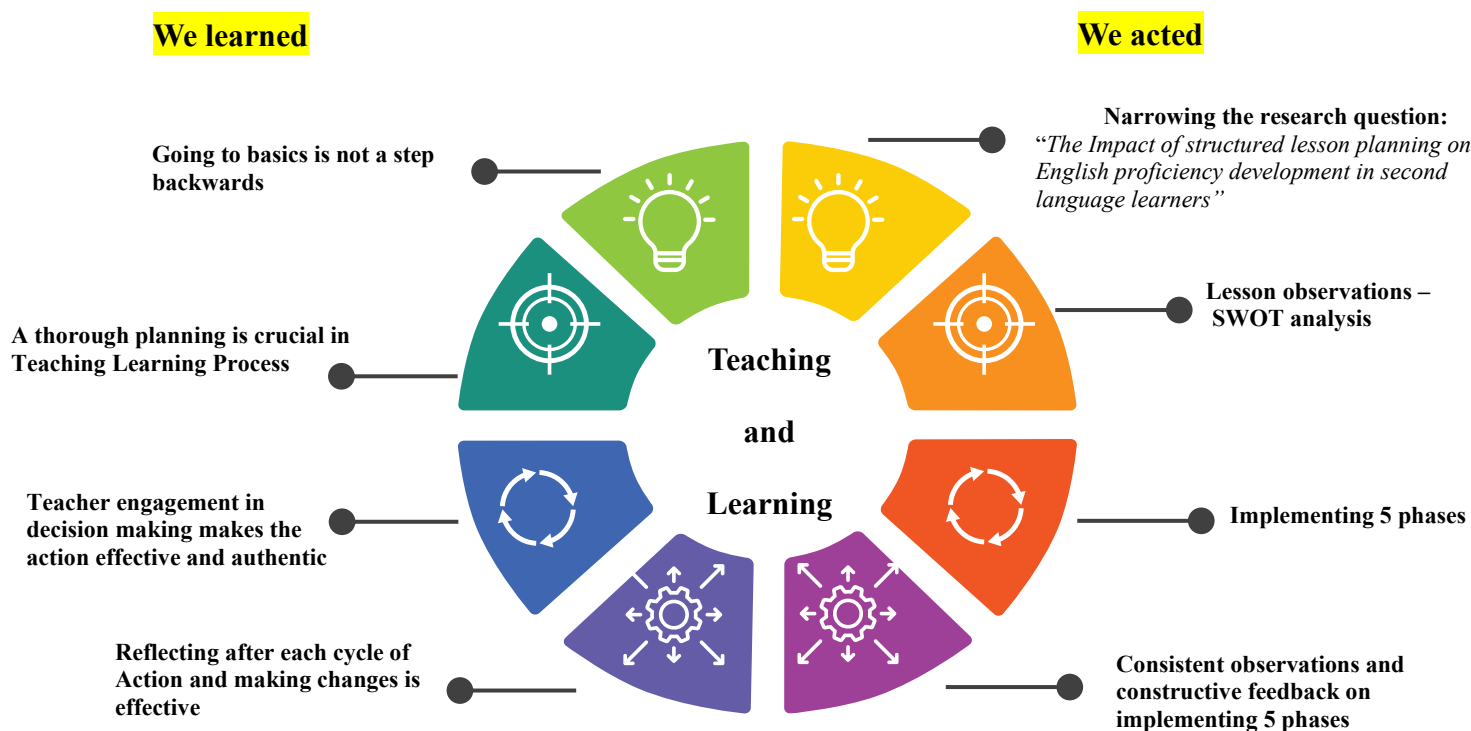 We learned
We acted
Going to basics is not a step
backwards
A thorough planning is crucial in
Teaching Learning Process
Teacher engagement in
decision making makes the
action effective and authentic
Reflecting after each cycle of
Action and making changes is
effective
Teaching
and
Learning
Narrowing the research question:
“The Impact of structured lesson planning on
English proficiency development in second
language learners”
Lesson observations –
SWOT analysis
Implementing 5 phases
Consistent observations and
constructive feedback on
implementing 5 phases